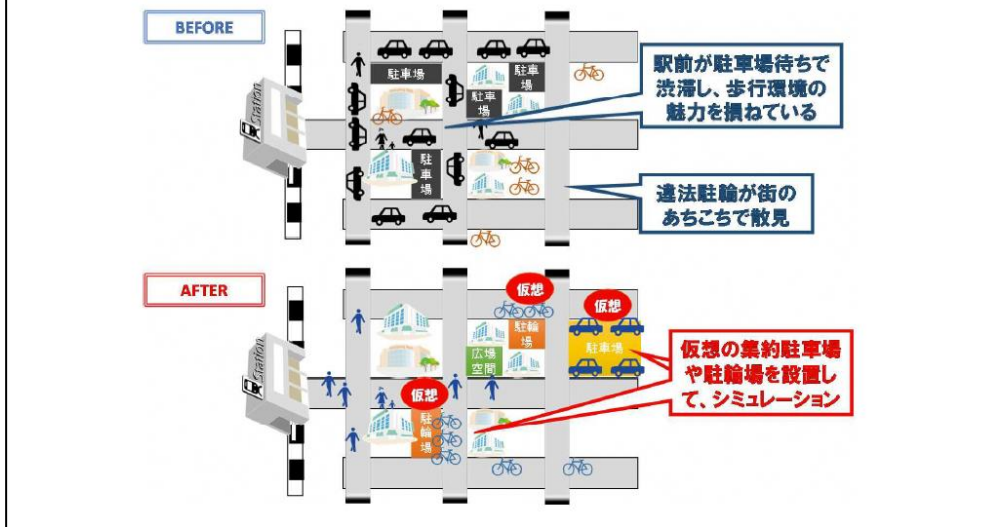 BEFORE
駅前が駐車場待ちで
渋滞し、歩行環境の
魅力を損ねている
駐車場
駐車
場
駐車
場
Station
駐
車
場
違法駐輪が街の
あちこちで散見
AFTER
仮想
仮想
駐輪
場
駐車場
広場
空間
仮想の集約駐車場
や駐輪場を設置し
て、シミュレーション
Station
仮想
駐
輪
場